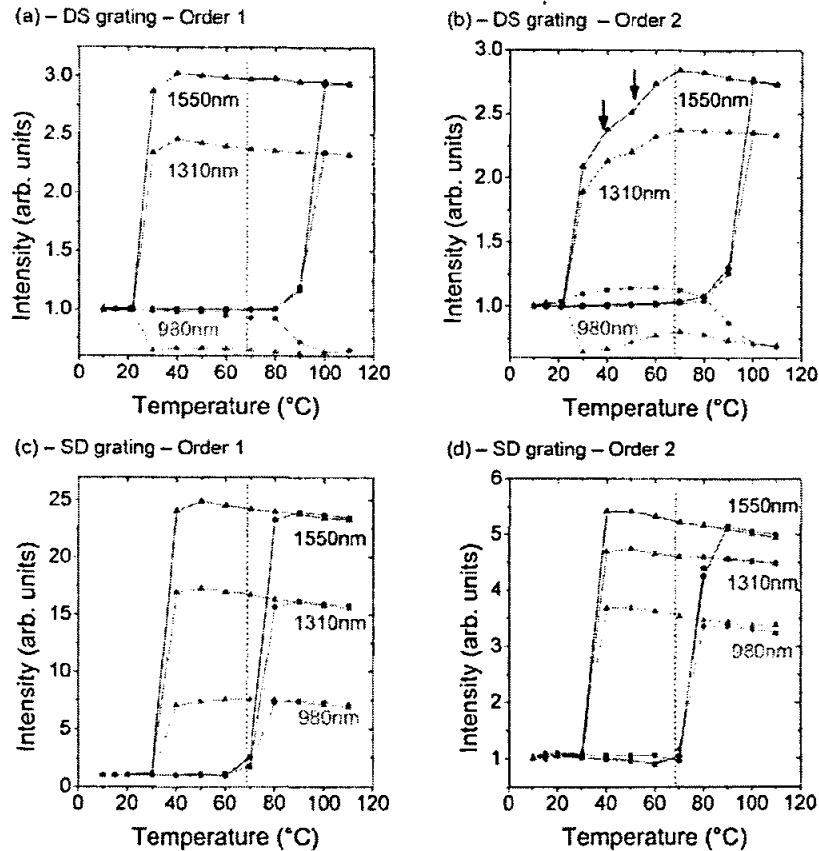 (a) – DS grating – Order 1
3.0
2.5
2.0
1.5
1.0
Intensity (arb. units)
1550nm
1310nm
980nm
0 20 40 60 80 100 120
Temperature (°C)
(b) – DS grating – Order 2
3.0
2.5
2.0
1.5
1.0
Intensity (arb. units)
1550nm
1310nm
980nm
0 20 40 60 80 100 120
Temperature (°C)
(c) – SD grating – Order 1
25
20
15
10
5
0
Intensity (arb. units)
1550nm
1310nm
980nm
0 20 40 60 80 100 120
Temperature (°C)
(d) – SD grating – Order 2
6
5
4
3
2
1
Intensity (arb. units)
1550nm
1310nm
980nm
0 20 40 60 80 100 120
Temperature (°C)